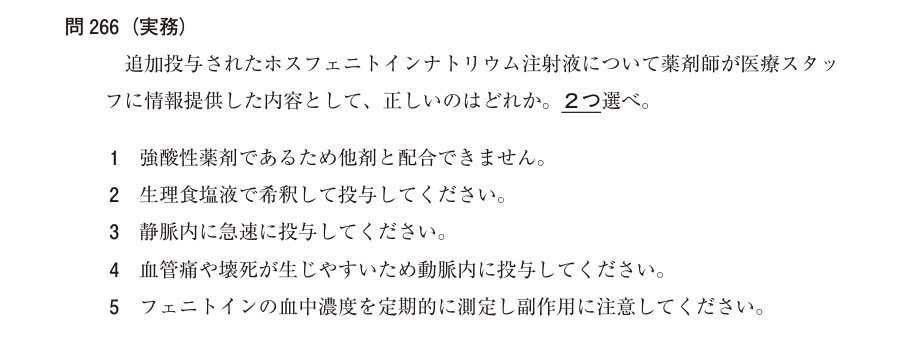 問 266（実務）
追加投与されたホスフェニトインナトリウム注射液について薬剤師が医療スタッ
フに情報提供した内容として、正しいのはどれか。２つ選べ。
1 強酸性薬剤であるため他剤と配合できません。
2 生理食塩液で希釈して投与してください。
3 静脈内に急速に投与してください。
4 血管痛や壊死が生じやすいため動脈内に投与してください。
5 フェニトインの血中濃度を定期的に測定し副作用に注意してください。